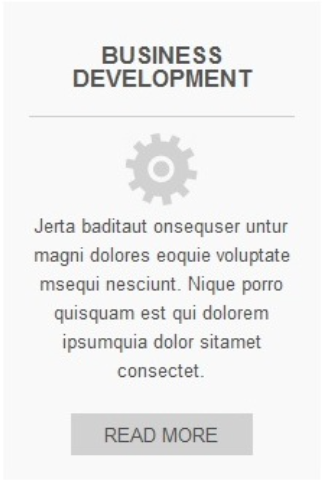 BUSINESS
DEVELOPMENT
Jerta baditaut onsequser untur
magni dolores eoquie voluptate
msequi nesciunt. Nique porro
quisquam est qui dolorem
ipsumquia dolor sitamet
consectet.
READ MORE